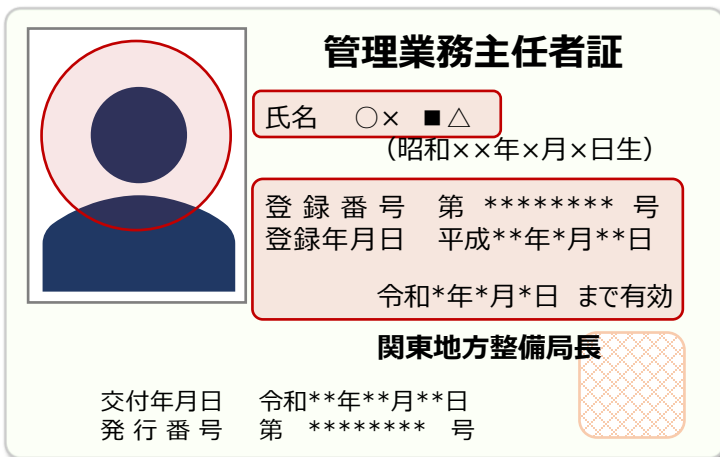 管理業務主任者証
氏名 ○× ■△
(昭和××年×月×日生)
登録番号 第 ******** 号
登録年月日 平成**年*月**日
令和*年*月*日 まで有効
関東地方整備局長
交付年月日 令和**年**月**日
発行番号 第 ******** 号